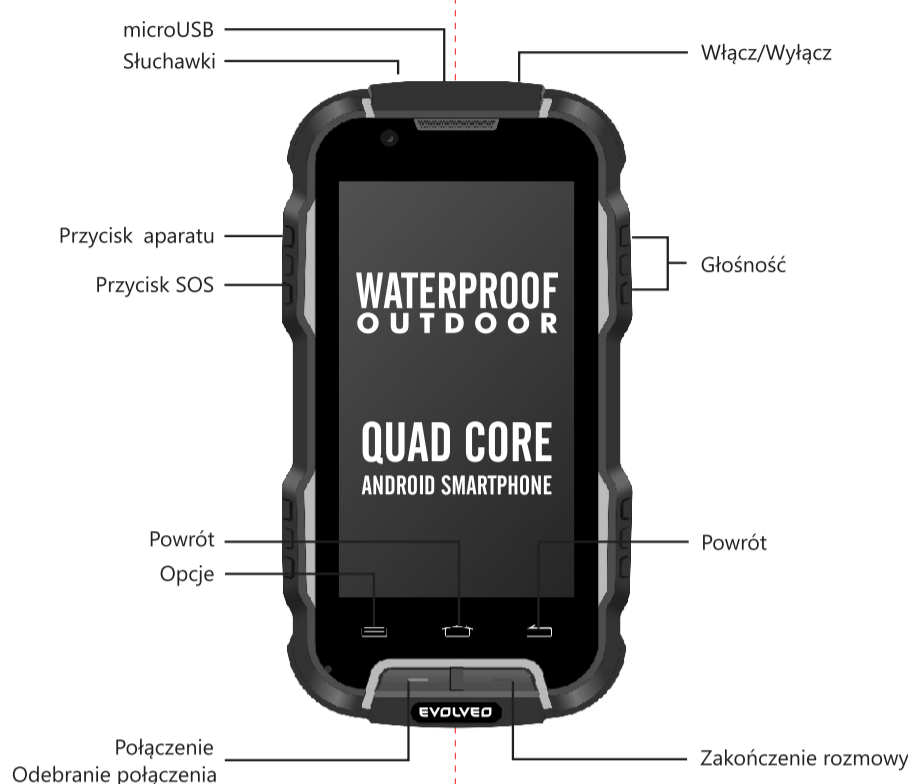 microUSB
Słuchawki
Włącz/Wyłącz
Przycisk aparatu
Przycisk SOS
Głośność
WATERPROOF
OUTDOOR
QUAD CORE
ANDROID SMARTPHONE
Powrót
Opcje
Powrót
EVOLVEO
Połączenie
Odebranie połączenia
Zakończenie rozmowy